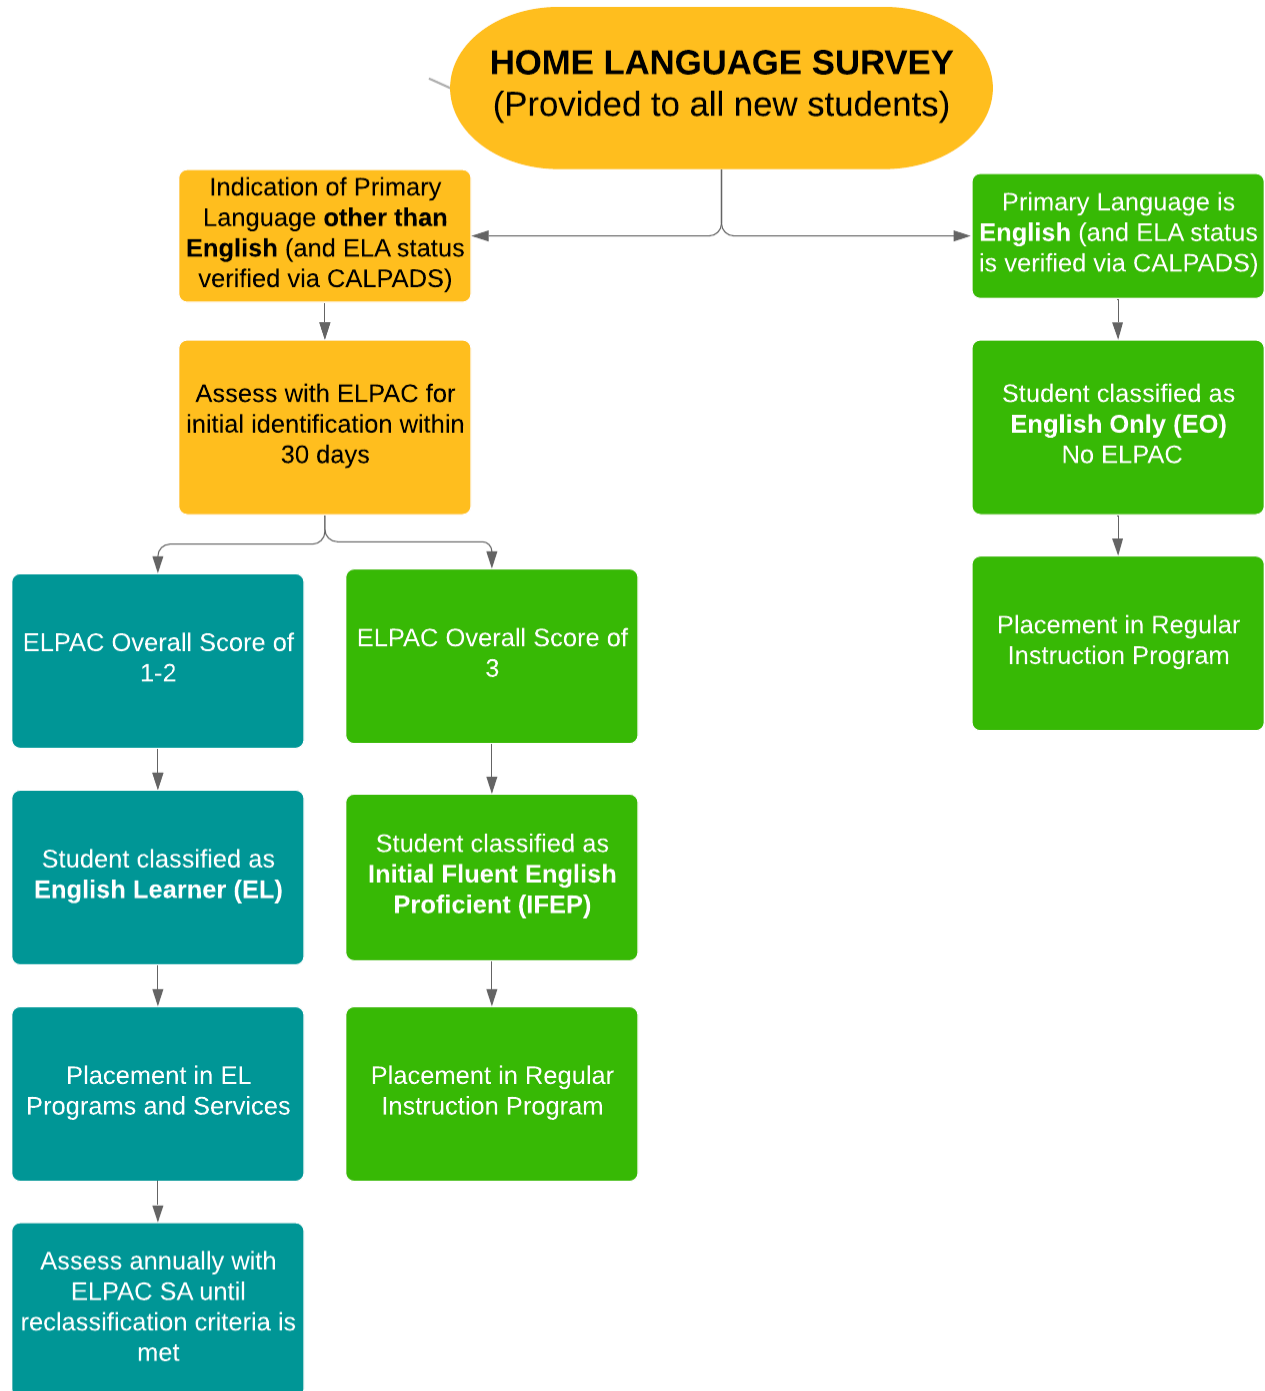 HOME LANGUAGE SURVEY
(Provided to all new students)
Indication of Primary
Language other than
English (and ELA status
verified via CALPADS)
Primary Language is
English (and ELA status
is verified via CALPADS)
Assess with ELPAC for
initial identification within
30 days
Student classified as
English Only (EO)
No ELPAC
ELPAC Overall Score of
1-2
ELPAC Overall Score of
3
Placement in Regular
Instruction Program
Student classified as
English Learner (EL)
Student classified as
Initial Fluent English
Proficient (IFEP)
Placement in EL
Programs and Services
Placement in Regular
Instruction Program
Assess annually with
ELPAC SA until
reclassification criteria is
met